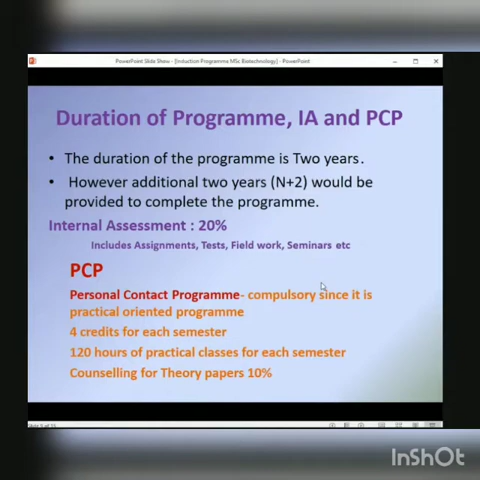 PowerPoint Slide Show - [Induction Programme MSc Biotechnology] - PowerPoint
Duration of Programme, IA and PCP
• The duration of the programme is Two years.
• However additional two years (N+2) would be
provided to complete the programme.
Internal Assessment : 20%
Includes Assignments, Tests, Field work, Seminars etc
PCP
Personal Contact Programme- compulsory since it is
practical oriented programme
4 credits for each semester
120 hours of practical classes for each semester
Counselling for Theory papers 10%
InShOt